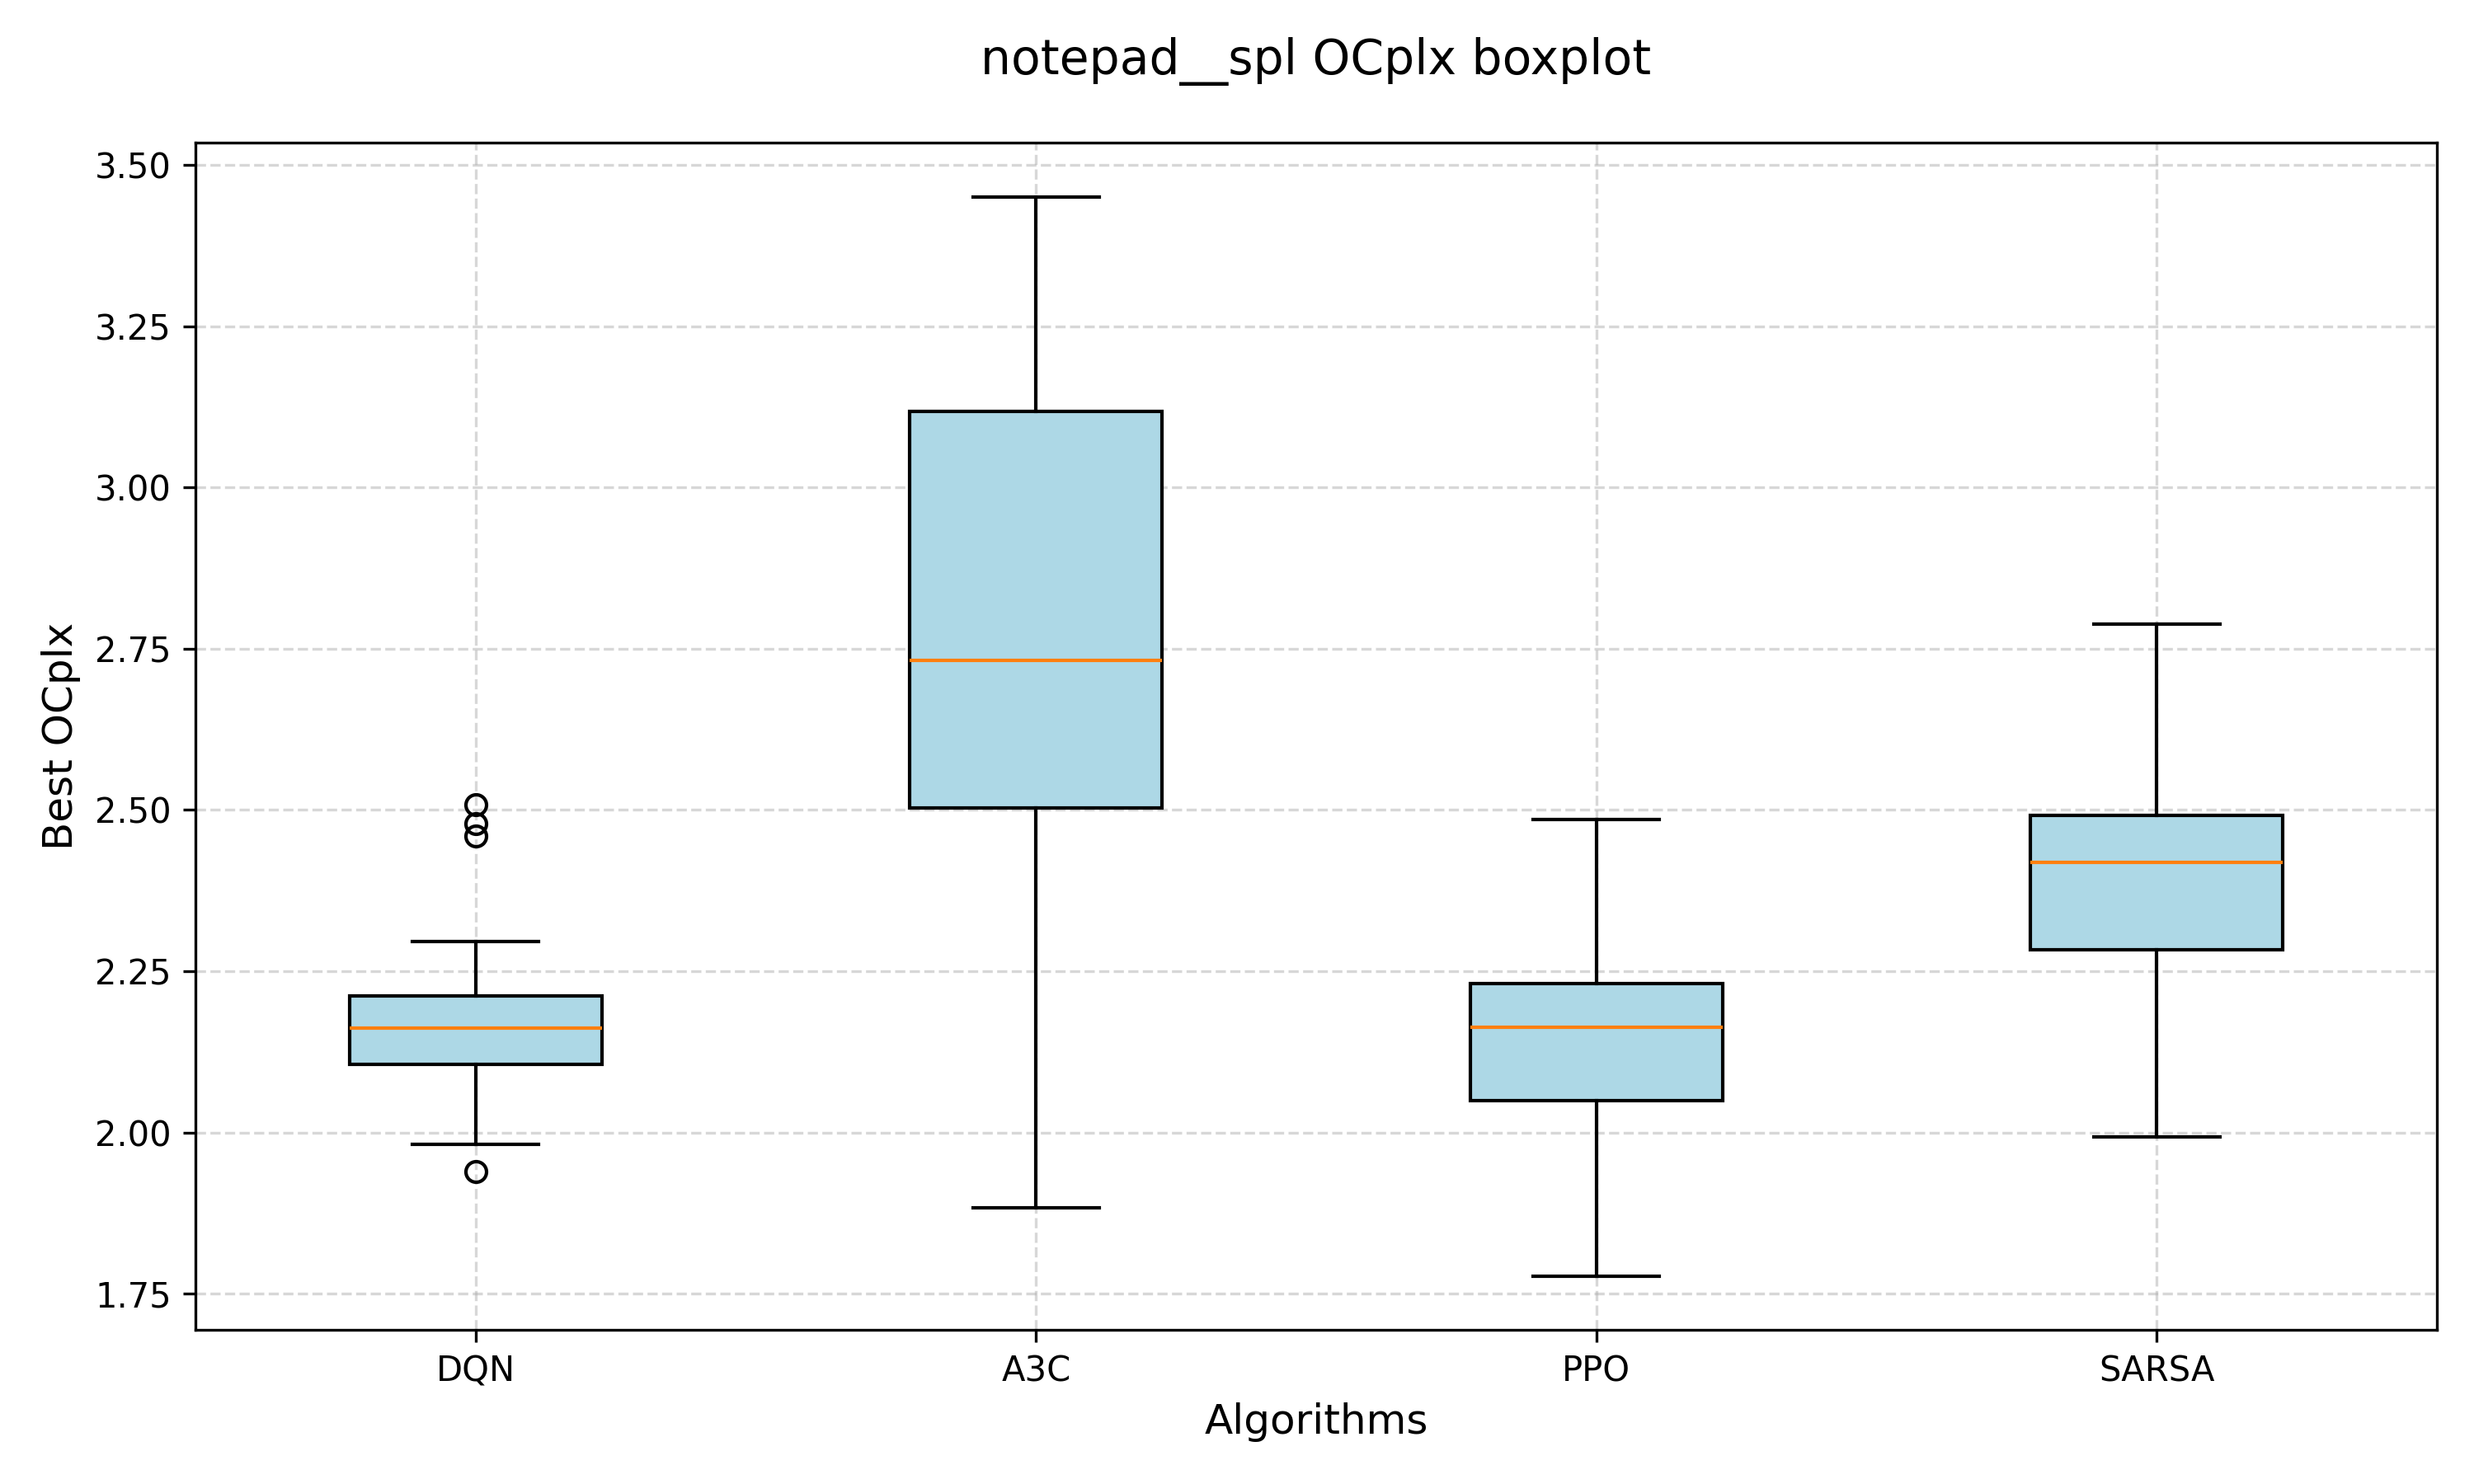 notepad__spl OCplx boxplot
Best OCplx
3.50
3.25
3.00
2.75
2.50
2.25
2.00
1.75
DQN A3C PPO SARSA
Algorithms